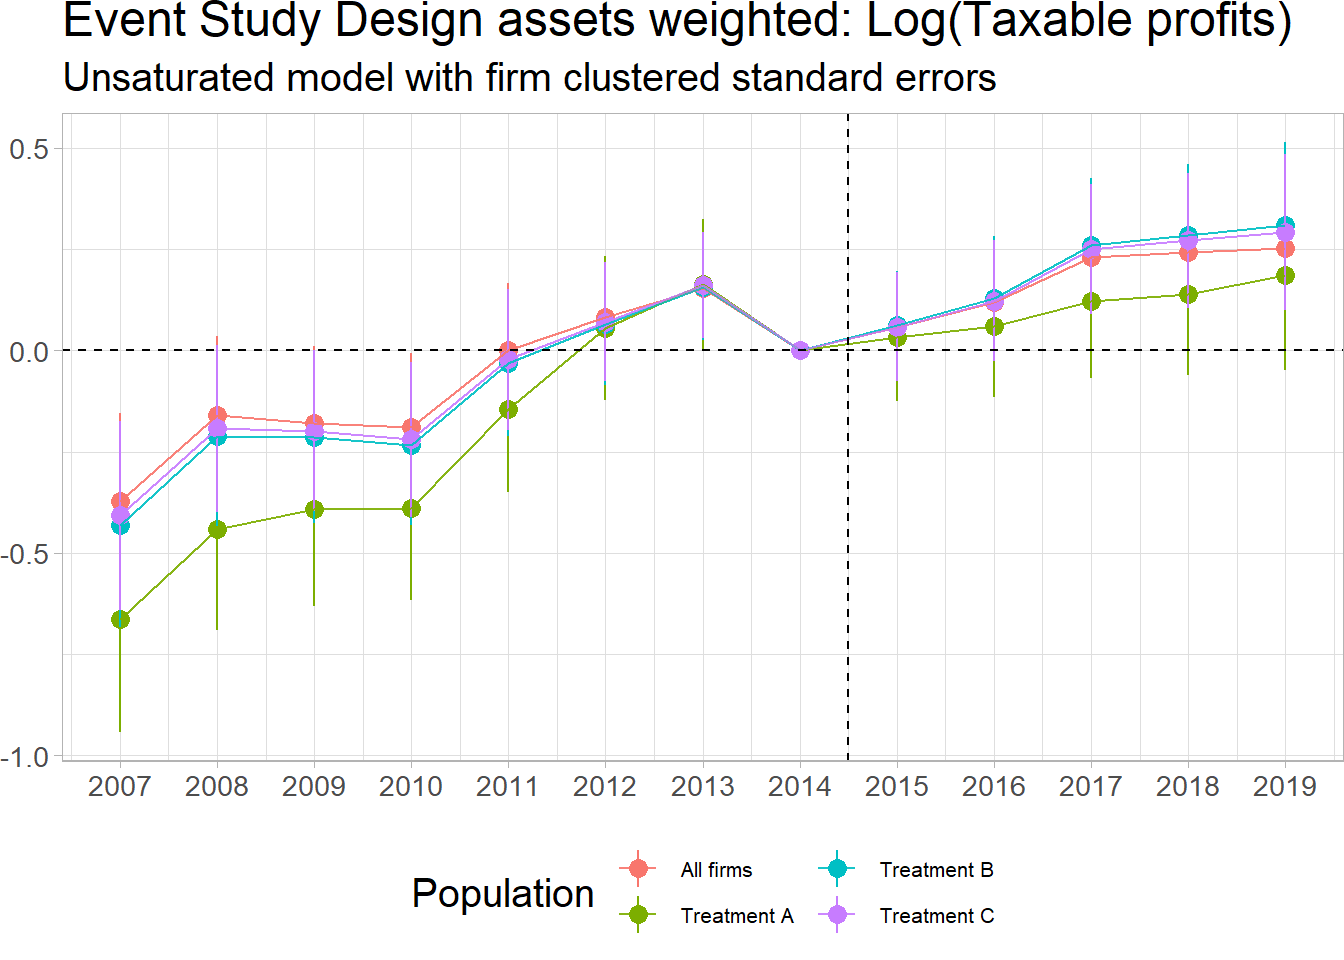 Event Study Design assets weighted: Log(Taxable profits)
Unsaturated model with firm clustered standard errors
0.5
0.0
-0.5
-1.0
2007 2008 2009 2010 2011 2012 2013 2014 2015 2016 2017 2018 2019
Population
All firms
Treatment A
Treatment B
Treatment C